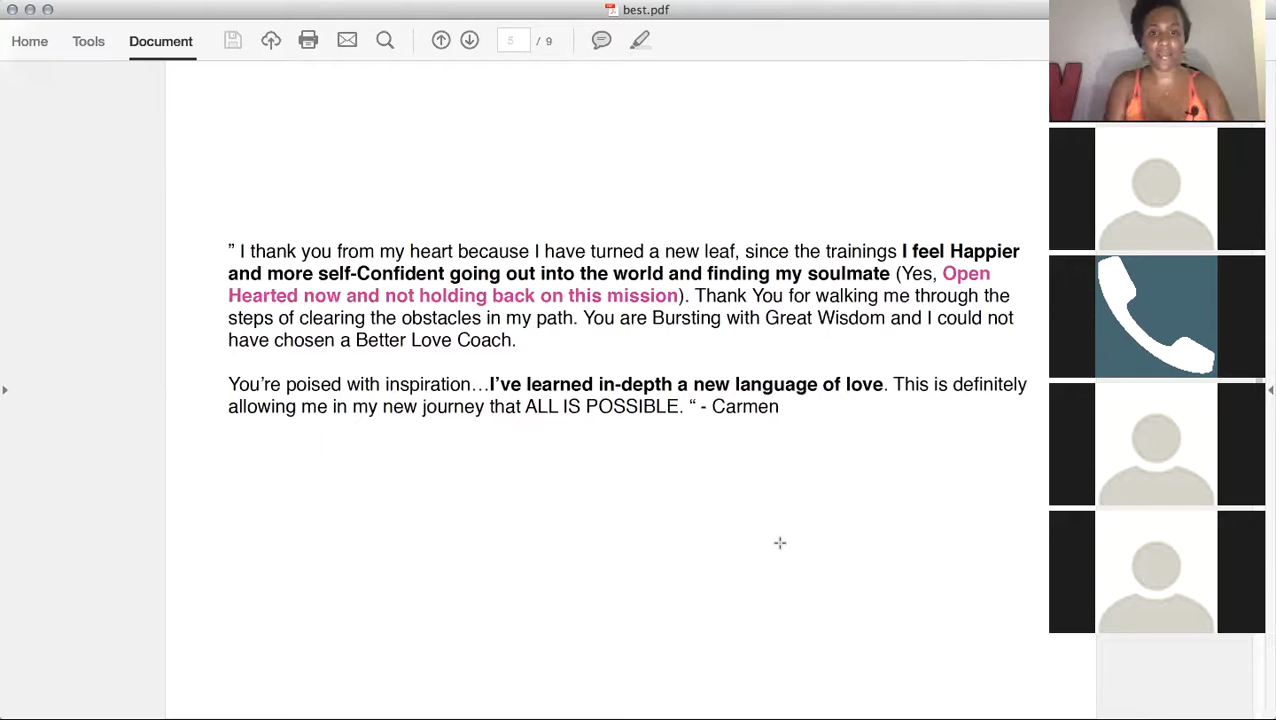 best.pdf
Home Tools Document 5 / 9
” I thank you from my heart because I have turned a new leaf, since the trainings I feel Happier
and more self-Confident going out into the world and finding my soulmate (Yes, Open
Hearted now and not holding back on this mission). Thank You for walking me through the
steps of clearing the obstacles in my path. You are Bursting with Great Wisdom and I could not
have chosen a Better Love Coach.
You’re poised with inspiration…I’ve learned in-depth a new language of love. This is definitely
allowing me in my new journey that ALL IS POSSIBLE. “ - Carmen